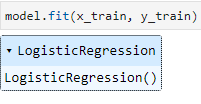 model.fit(x_train, y_train)
▾ LogisticRegression
LogisticRegression()